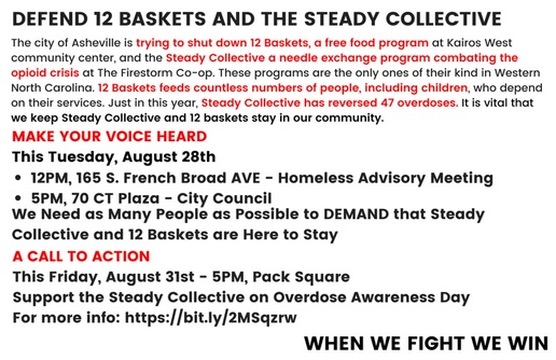 DEFEND 12 BASKETS AND THE STEADY COLLECTIVE
The city of Asheville is trying to shut down 12 Baskets, a free food program at Kairos West
community center, and the Steady Collective a needle exchange program combating the
opioid crisis at The Firestorm Co-op. These programs are the only ones of their kind in Western
North Carolina. 12 Baskets feeds countless numbers of people, including children, who depend
on their services. Just in this year, Steady Collective has reversed 47 overdoses. It is vital that
we keep Steady Collective and 12 baskets stay in our community.
MAKE YOUR VOICE HEARD
This Tuesday, August 28th
• 12PM, 165 S. French Broad AVE - Homeless Advisory Meeting
• 5PM, 70 CT Plaza - City Council
We Need as Many People as Possible to DEMAND that Steady
Collective and 12 Baskets are Here to Stay
A CALL TO ACTION
This Friday, August 31st - 5PM, Pack Square
Support the Steady Collective on Overdose Awareness Day
For more info: https://bit.ly/2MSqzrw
WHEN WE FIGHT WE WIN